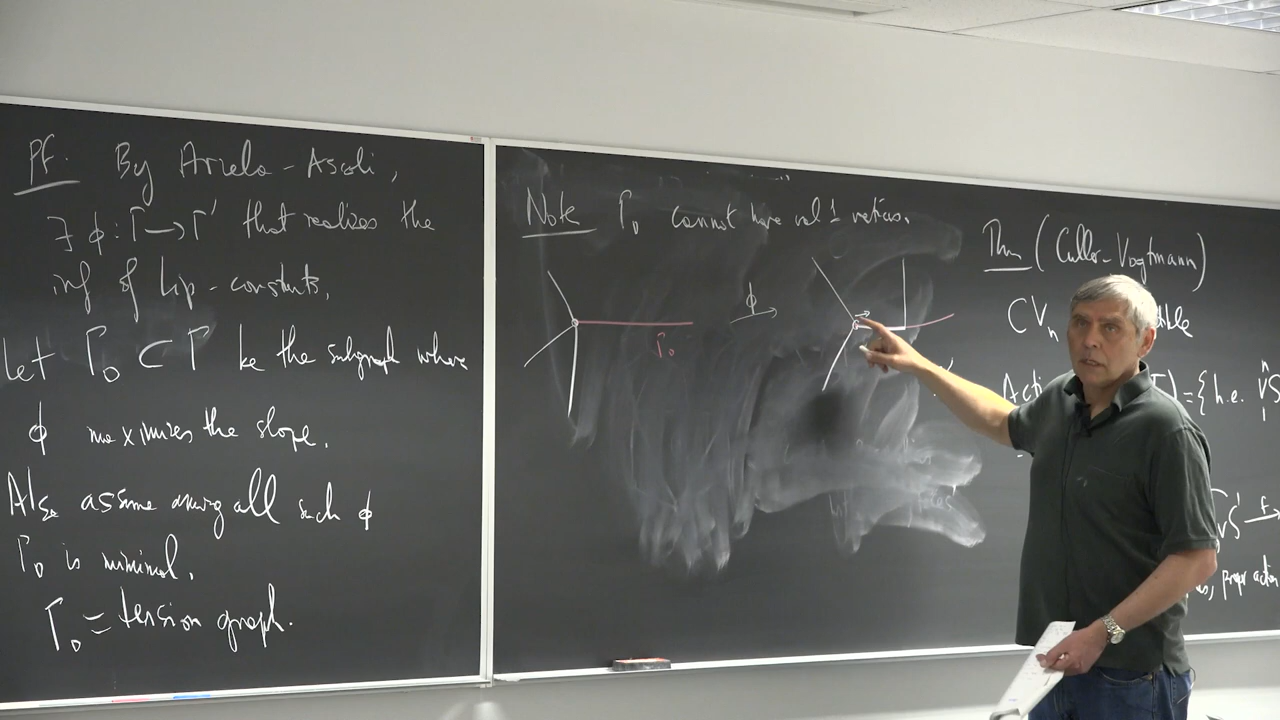 Pf. By Arzela-Ascoli,
∃ φ: Γ → Γ' that realizes the
inf of Lip-constants.
Let Γ₀ ⊂ Γ be the subgraph where
φ maximizes the slope.
Also assume among all such φ
Γ₀ is minimal.
Γ₀ = tension graph.
Note Γ₀ cannot have val 1 vertices.
φ →
Γ₀
Thm (Culler-Vogtmann)
CVₙ
= { h.e.
proper action